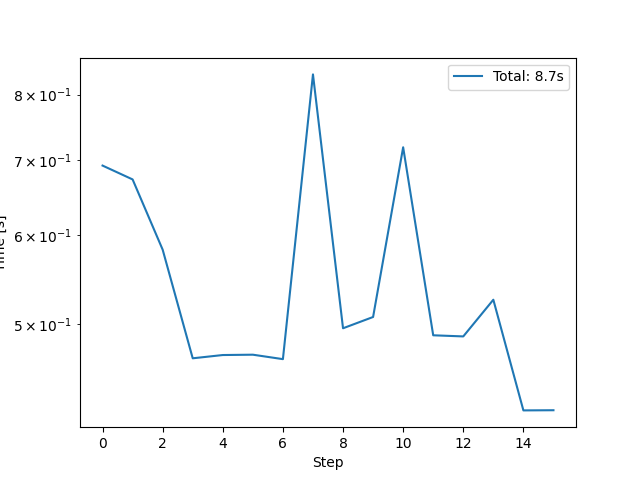 Total: 8.7s
8 × 10⁻¹
7 × 10⁻¹
6 × 10⁻¹
5 × 10⁻¹
[s]
0 2 4 6 8 10 12 14
Step